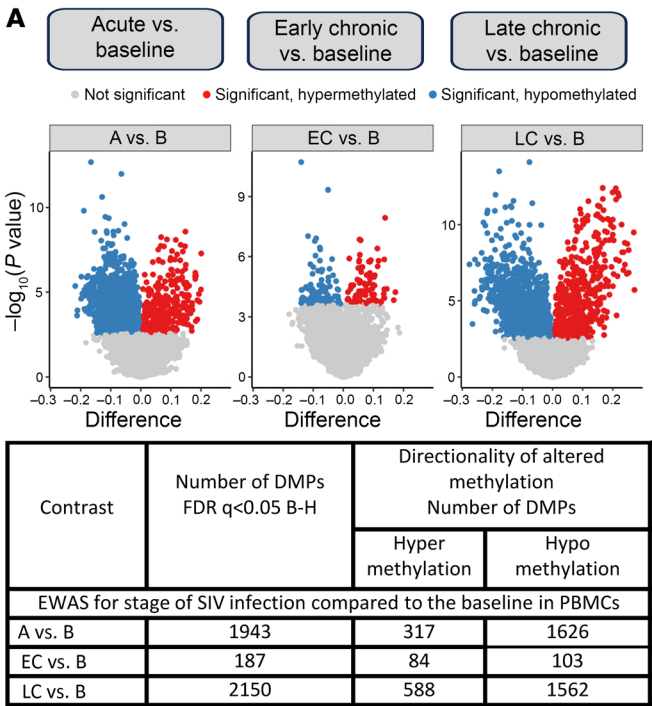 A
Acute vs.
baseline
Early chronic
vs. baseline
Late chronic
vs. baseline
Not significant Significant, hypermethylated Significant, hypomethylated
A vs. B
EC vs. B
LC vs. B
−log10(P value)
10
5
0
−0.3 −0.1 0.0 0.1 0.2
Difference
9
6
3
0
−0.3 −0.1 0.0 0.1 0.2
Difference
10
5
0
−0.3 −0.1 0.0 0.1 0.2
Difference
Contrast
Number of DMPs
FDR q<0.05 B-H
Directionality of altered
methylation
Number of DMPs
Hyper
methylation
Hypo
methylation
EWAS for stage of SIV infection compared to the baseline in PBMCs
A vs. B 1943 317 1626
EC vs. B 187 84 103
LC vs. B 2150 588 1562